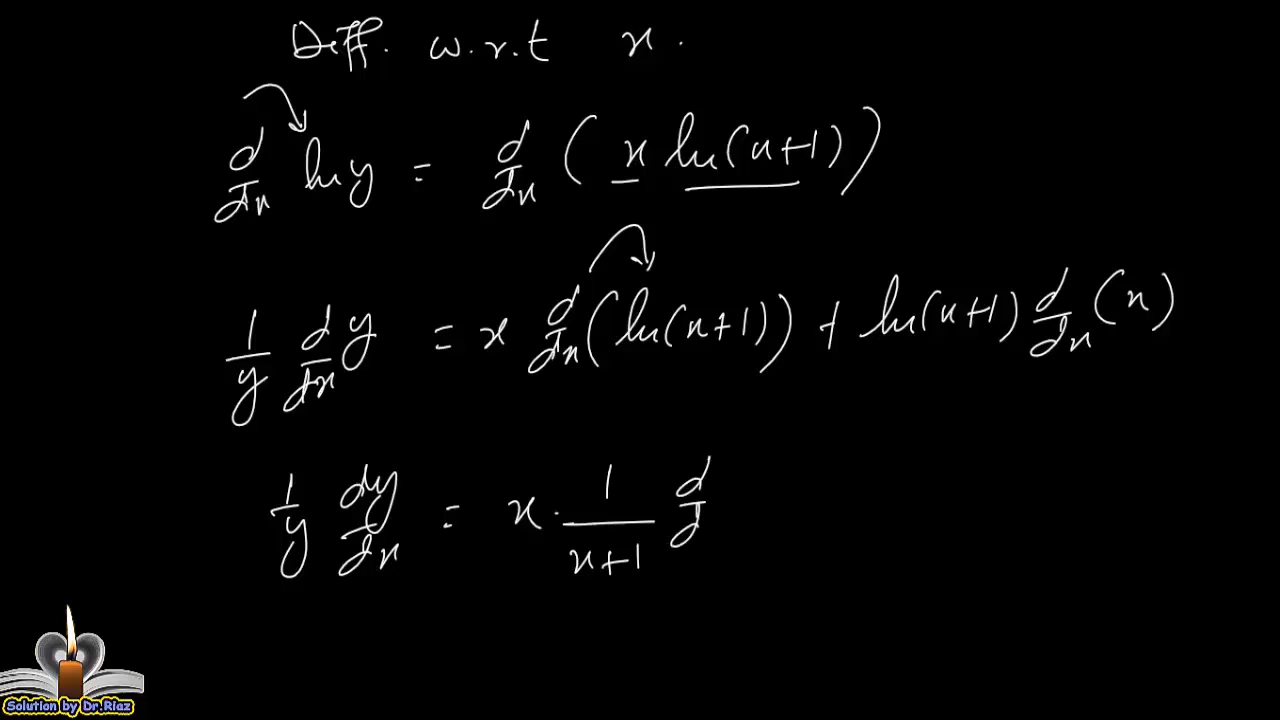 Diff. w.r.t x.
d/dx ln y = d/dx ( x ln(x+1) )
1/y d/dx y = x d/dx ( ln(x+1) ) + ln(x+1) d/dx (x)
1/y dy/dx = x · 1/(x+1) d/d
Solution by Dr.Riaz